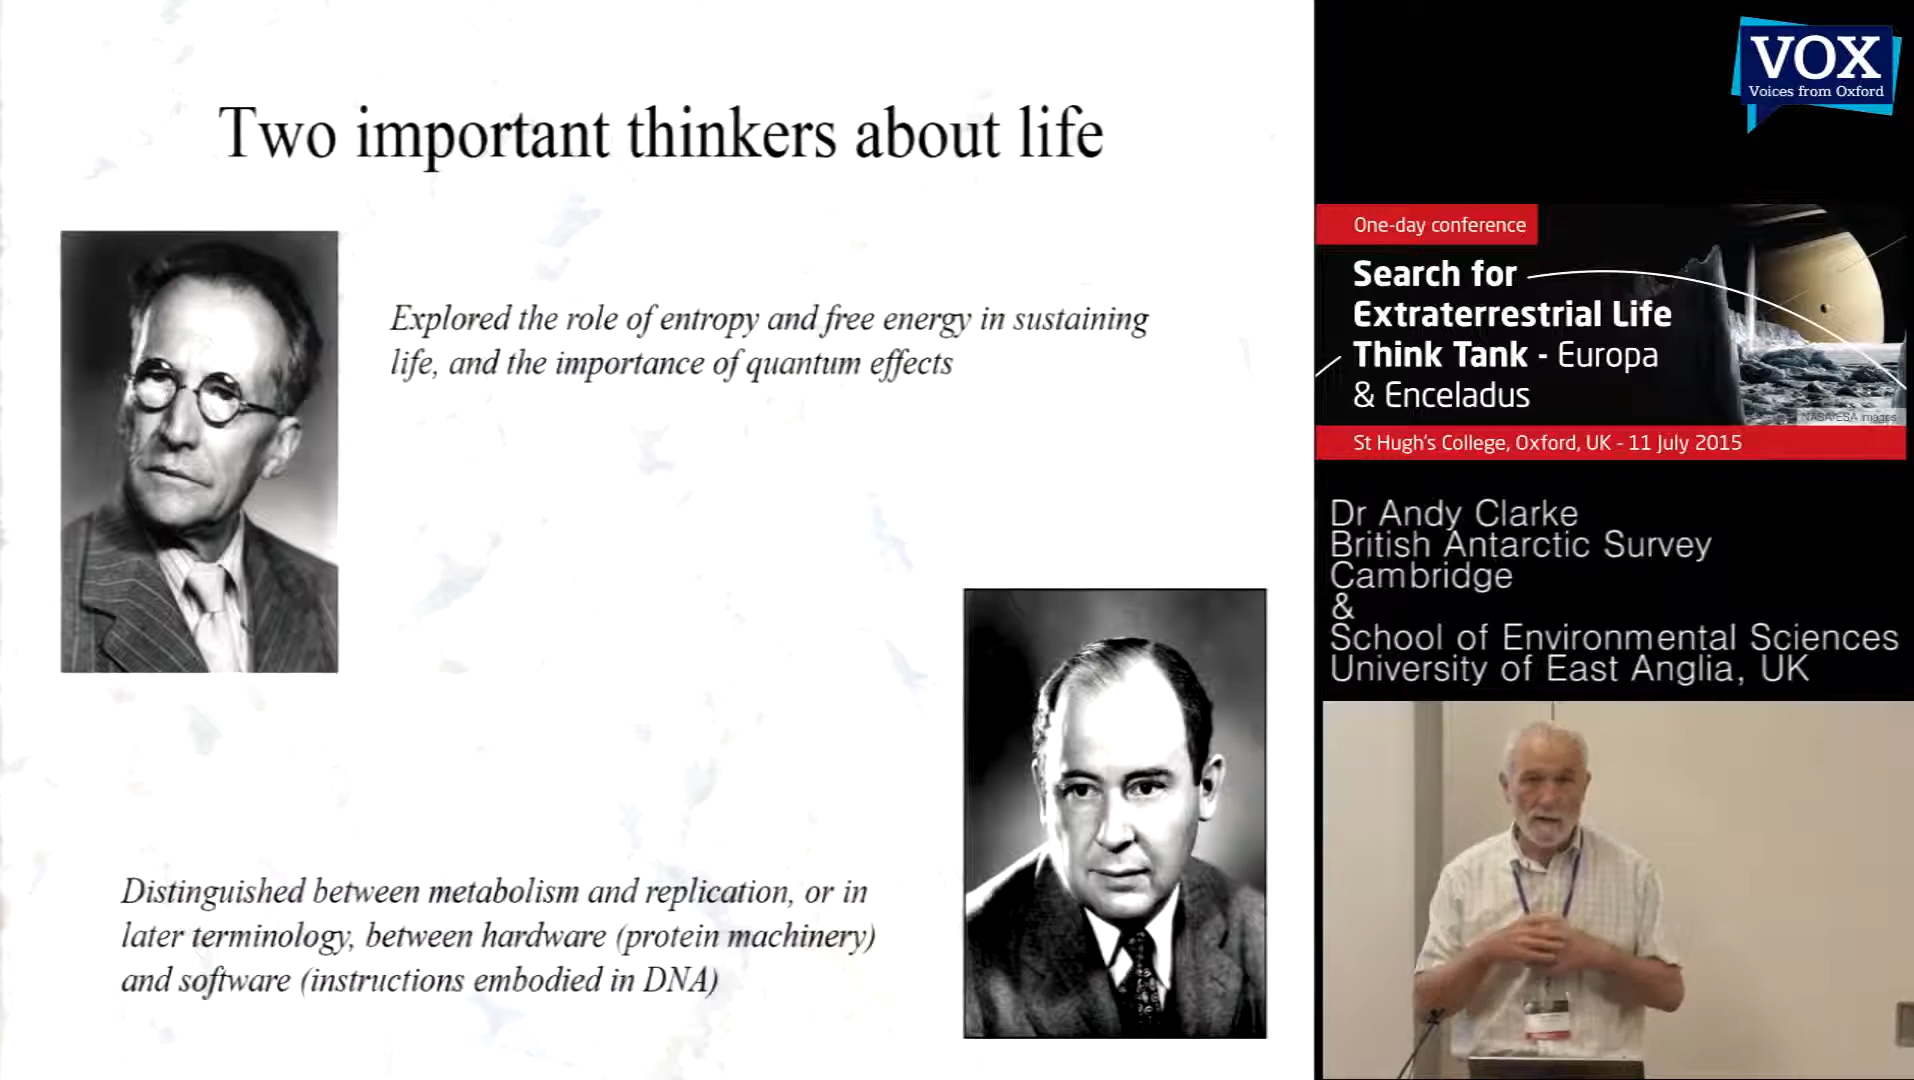 Two important thinkers about life
Explored the role of entropy and free energy in sustaining
life, and the importance of quantum effects
Distinguished between metabolism and replication, or in
later terminology, between hardware (protein machinery)
and software (instructions embodied in DNA)
VOX
Voices from Oxford
One-day conference
Search for
Extraterrestrial Life
Think Tank - Europa
& Enceladus
NASA/ESA images
St Hugh's College, Oxford, UK - 11 July 2015
Dr Andy Clarke
British Antarctic Survey
Cambridge
&
School of Environmental Sciences
University of East Anglia, UK